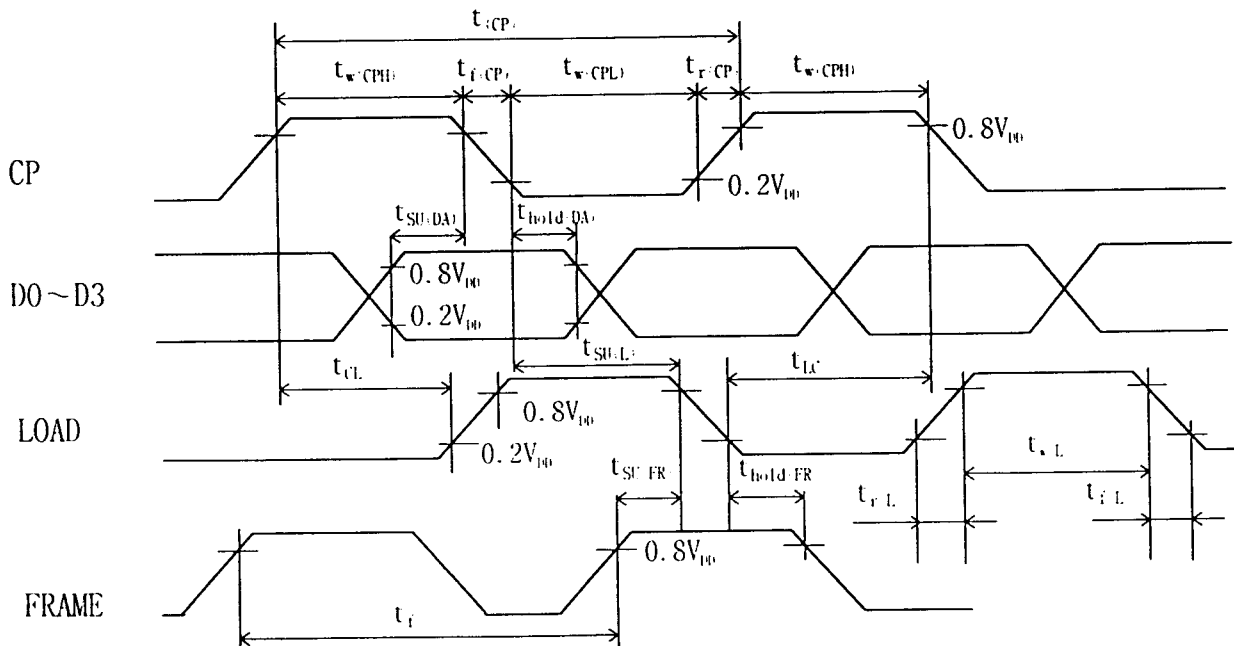 t(CP)
tw(CPH) tf(CP) tw(CPL) tr(CP) tw(CPH)
0.8VDD
CP
0.2VDD
tSU(DA) thold(DA)
0.8VDD
D0~D3
0.2VDD
tSU(L)
tCL tLC
0.8VDD
LOAD
0.2VDD
tSU FR thold FR tw L
tr L tf L
0.8VDD
FRAME
tf